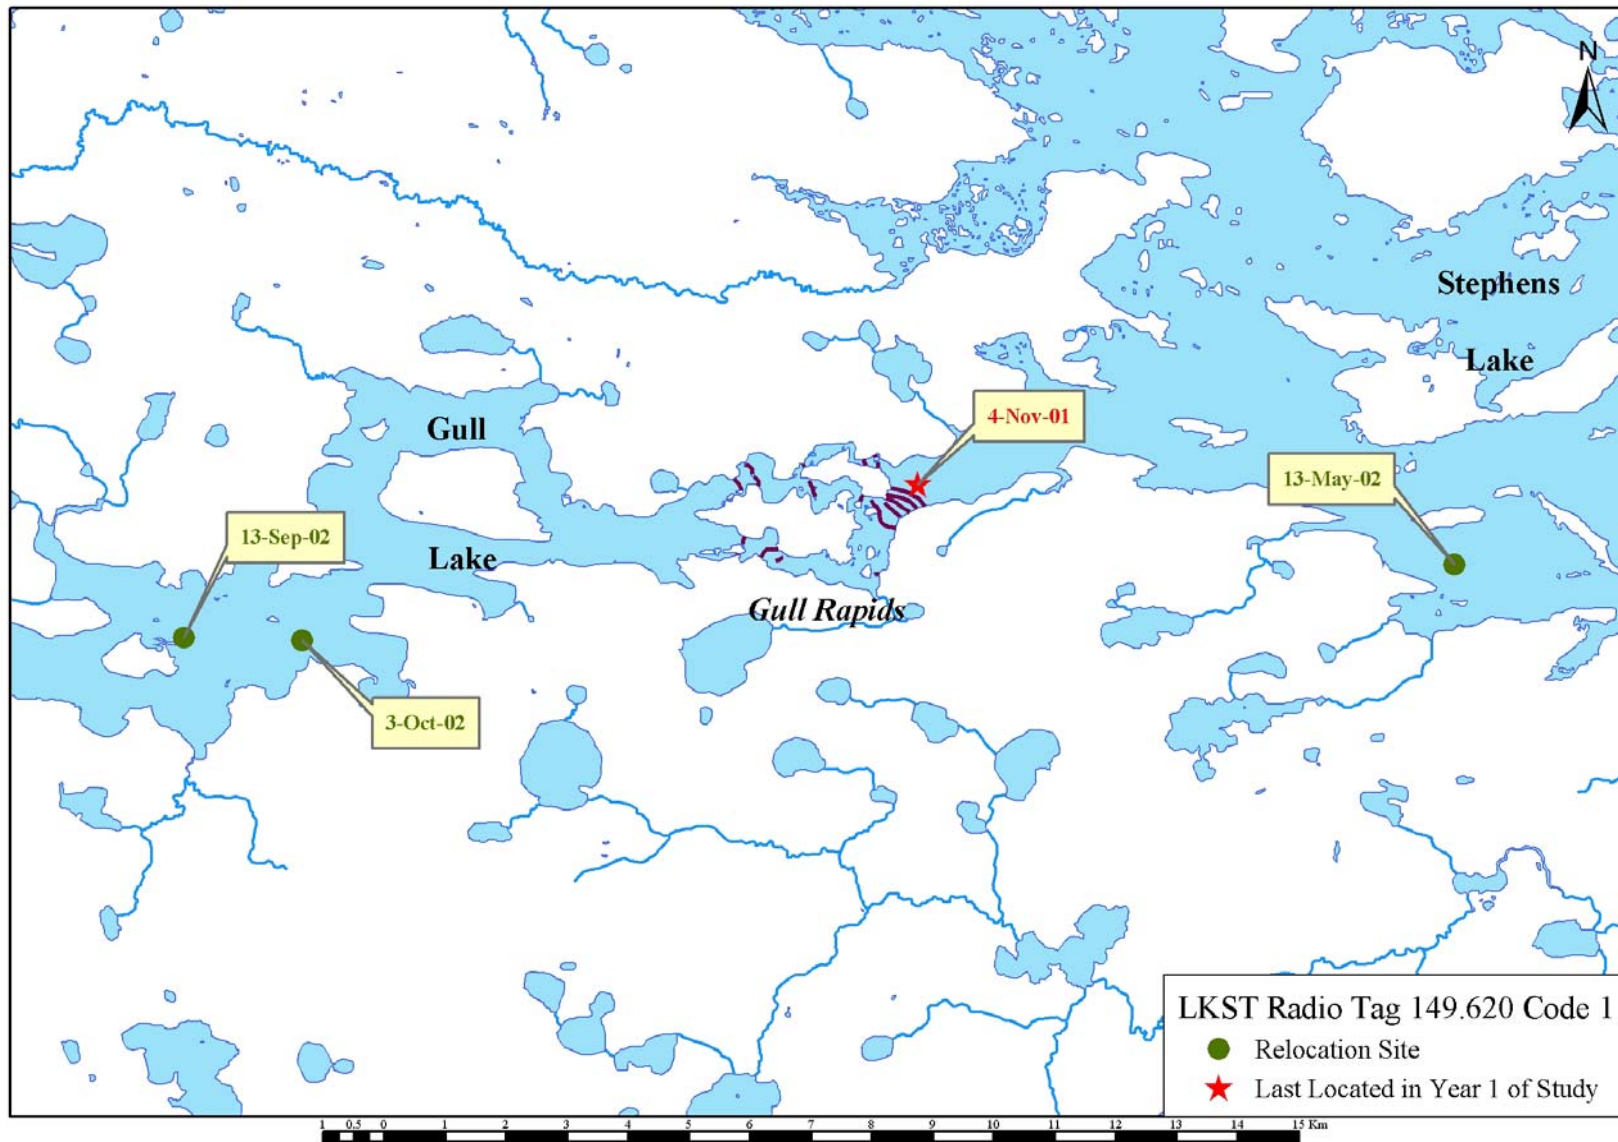 N
Stephens
Lake
4-Nov-01
Gull
13-May-02
13-Sep-02
Lake
Gull Rapids
3-Oct-02
LKST Radio Tag 149.620 Code 1
Relocation Site
Last Located in Year 1 of Study
1 0.5 0 1 2 3 4 5 6 7 8 9 10 11 12 13 14 15 Km